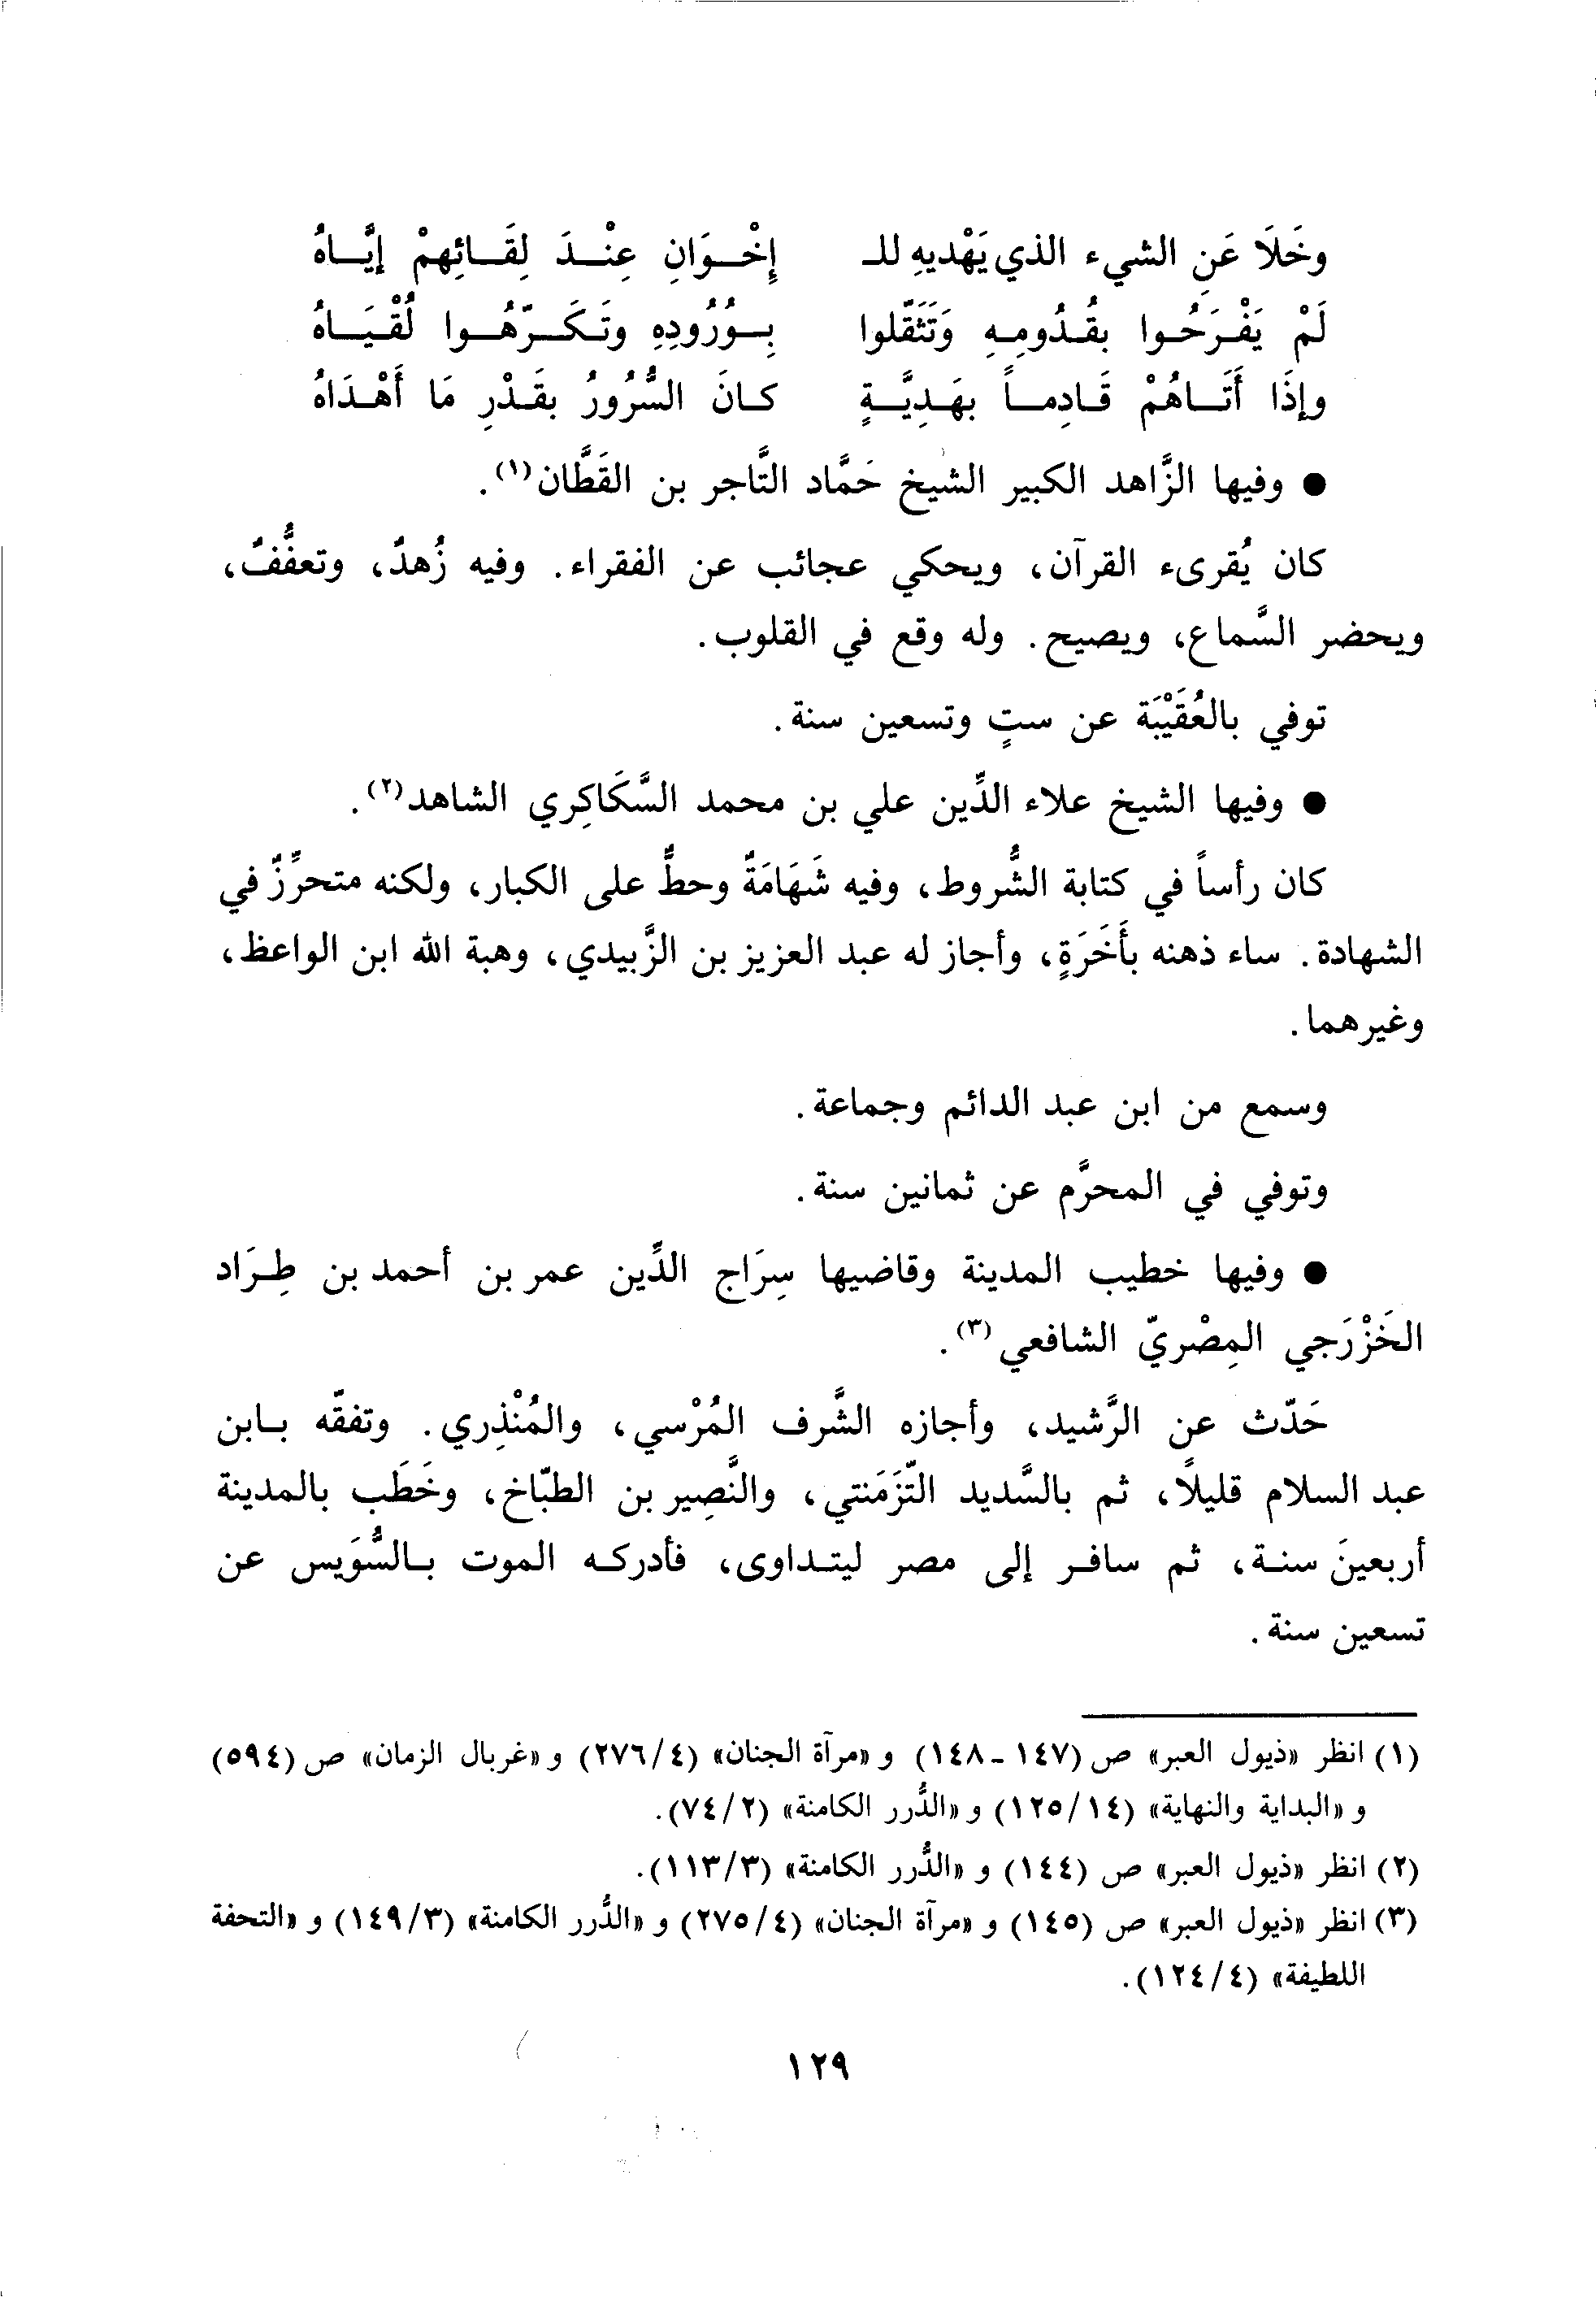 وخَلَا عَنِ الشيء الذي يَهْديهِ للـ إِخْـوَانِ عِنْـدَ لِقَـائِهمْ إيَّـاهُ
لَمْ يَفْرَحُـوا بقُـدُومِـهِ وَتَثَقّلوا بِـوُرُودِهِ وتَـكَـرّهُـوا لُقْـيَـاهُ
وإذَا أَتَـاهُمْ قَـادِمـاً بهَـدِيَّـةٍ كـانَ السُّرُورُ بقَـدْرِ مَا أَهْـدَاهُ
● وفيها الزَّاهد الكبير الشيخ حَمَّاد التَّاجر بن القَطَّان(١).
كان يُقرىء القرآن، ويحكي عجائب عن الفقراء. وفيه زُهدٌ، وتعفُّفٌ،
ويحضر السَّماع، ويصيح. وله وقع في القلوب.
توفي بالعُقَيْبَة عن ستٍ وتسعين سنة.
● وفيها الشيخ علاء الدِّين علي بن محمد السَّكَاكِري الشاهد(٢).
كان رأساً في كتابة الشُّروط، وفيه شَهَامَةٌ وحطٌّ على الكبار، ولكنه متحرِّزٌ في
الشهادة. ساء ذهنه بأَخَرَةٍ، وأجاز له عبد العزيز بن الزَّبيدي، وهبة الله ابن الواعظ،
وغيرهما.
وسمع من ابن عبد الدائم وجماعة.
وتوفي في المحرَّم عن ثمانين سنة.
● وفيها خطيب المدينة وقاضيها سِرَاج الدِّين عمر بن أحمد بن طِـرَاد
الخَزْرَجي المِصْريّ الشافعي(٣).
حَدّث عن الرَّشيد، وأجازه الشَّرف المُرْسي، والمُنْذِري. وتفقّه بـابن
عبد السلام قليلًا، ثم بالسَّديد التّزَمَنتي، والنَّصِير بن الطبّاخ، وخَطَب بالمدينة
أربعينَ سنـة، ثم سافـر إلى مصر ليتـداوى، فأدركـه الموت بـالسُّوَيس عن
تسعين سنة.
(١) انظر «ذيول العبر» ص (١٤٧ - ١٤٨) و «مرآة الجنان» (٢٧٦/٤) و «غربال الزمان» ص (٥٩٤)
و «البداية والنهاية» (١٢٥/١٤) و «الدُّرر الكامنة» (٧٤/٢).
(٢) انظر «ذيول العبر» ص (١٤٤) و «الدُّرر الكامنة» (١١٣/٣).
(٣) انظر «ذيول العبر» ص (١٤٥) و «مرآة الجنان» (٢٧٥/٤) و «الدُّرر الكامنة» (١٤٩/٣) و «التحفة
اللطيفة» (١٢٤/٤).
١٢٩